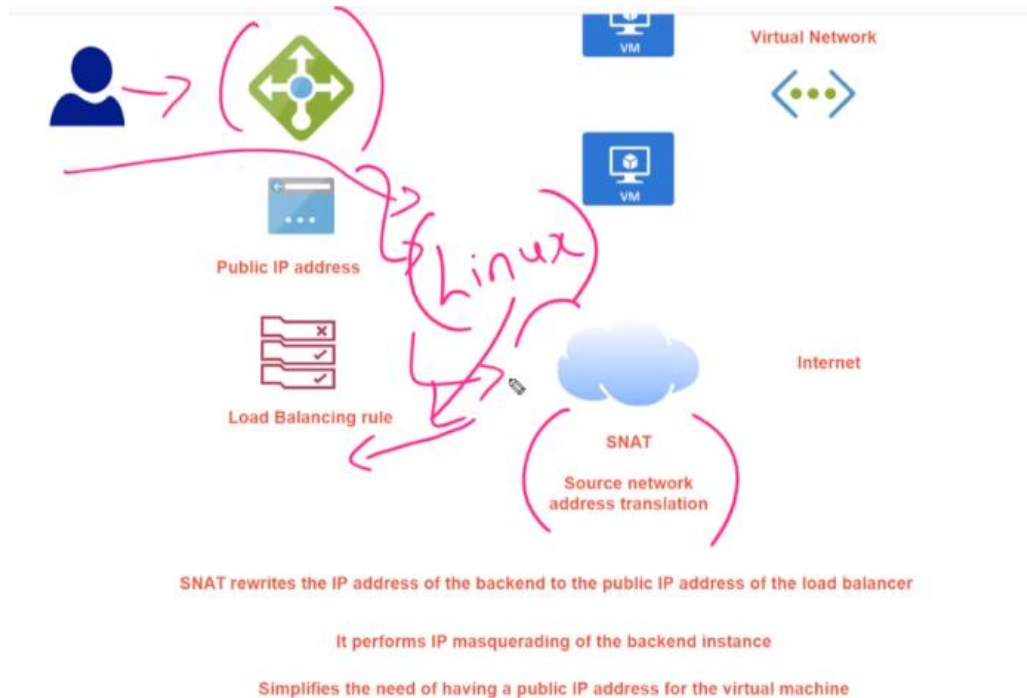 VM
Virtual Network
VM
Public IP address
Linux
Load Balancing rule
Internet
SNAT
Source network
address translation
SNAT rewrites the IP address of the backend to the public IP address of the load balancer
It performs IP masquerading of the backend instance
Simplifies the need of having a public IP address for the virtual machine